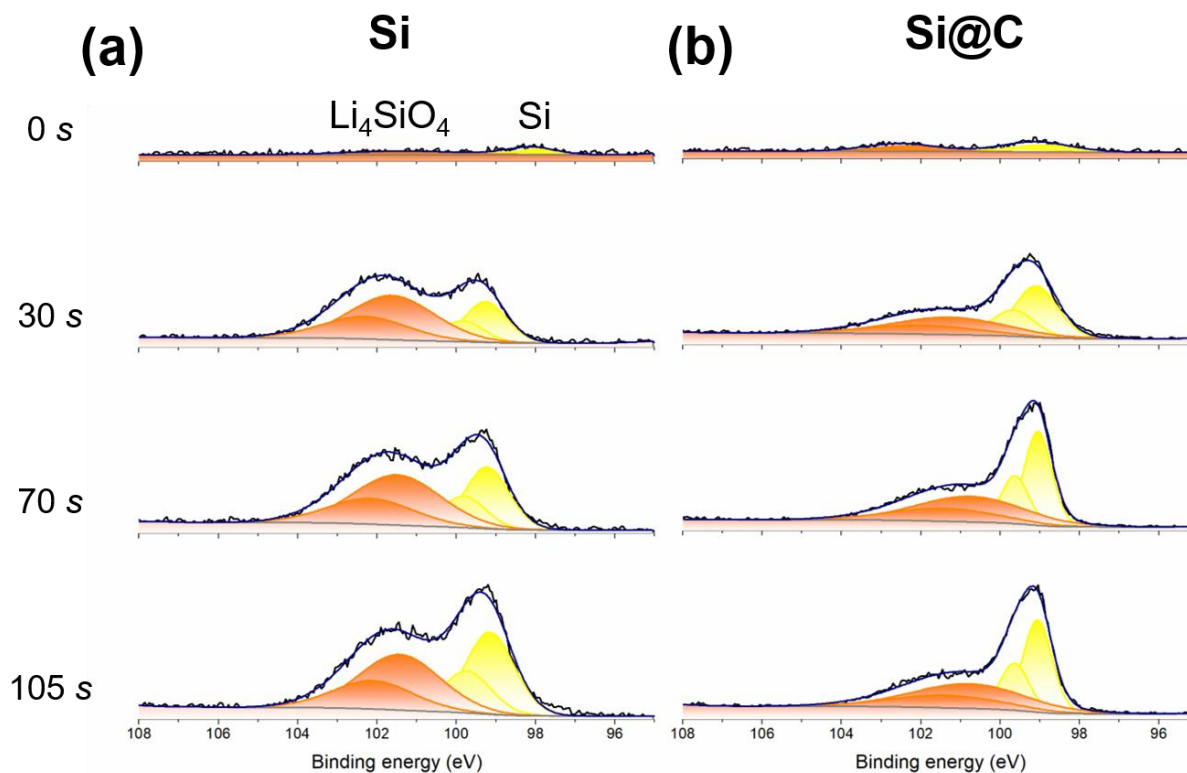 (a) Si (b) Si@C
0 s Li₄SiO₄ Si
30 s
70 s
105 s
108 106 104 102 100 98 96 108 106 104 102 100 98 96
Binding energy (eV) Binding energy (eV)